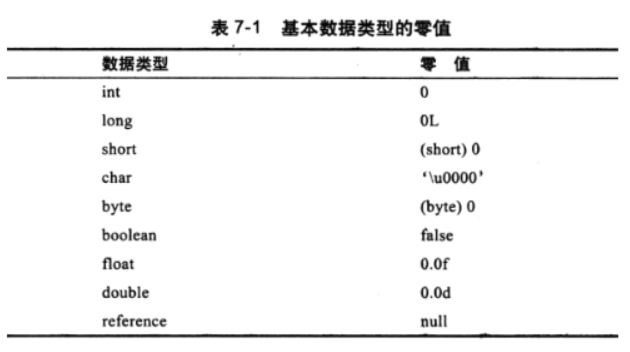 表 7-1 基本数据类型的零值
数据类型 零 值
int 0
long 0L
short (short) 0
char ‘\u0000’
byte (byte) 0
boolean false
float 0.0f
double 0.0d
reference null